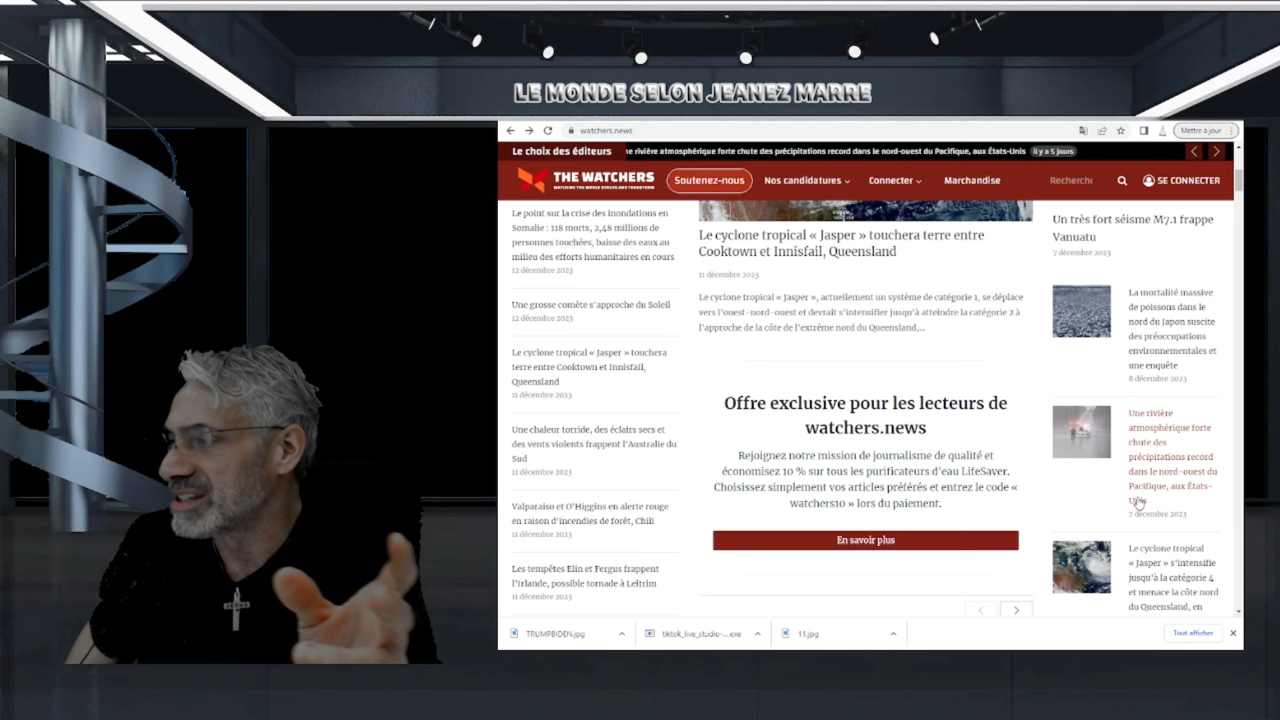 LE MONDE SELON JEANEZ MARRE
watchers.news
Mettre à jour
Le choix des éditeurs
e rivière atmosphérique forte chute des précipitations record dans le nord-ouest du Pacifique, aux États-Unis
il y a 5 jours
THE WATCHERS
WATCHING THE WORLD EVOLVE AND TRANSFORM
Soutenez-nous
Nos candidatures
Connecter
Marchandise
Recherche
SE CONNECTER
Le point sur la crise des inondations en
Somalie : 118 morts, 2,48 millions de
personnes touchées, baisse des eaux au
milieu des efforts humanitaires en cours
12 décembre 2023
Une grosse comète s'approche du Soleil
12 décembre 2023
Le cyclone tropical « Jasper » touchera
terre entre Cooktown et Innisfail,
Queensland
11 décembre 2023
Une chaleur torride, des éclairs secs et
des vents violents frappent l'Australie du
Sud
11 décembre 2023
Valparaiso et O'Higgins en alerte rouge
en raison d'incendies de forêt, Chili
11 décembre 2023
Les tempêtes Elin et Fergus frappent
l'Irlande, possible tornade à Leitrim
11 décembre 2023
Le cyclone tropical « Jasper » touchera terre entre
Cooktown et Innisfail, Queensland
11 décembre 2023
Le cyclone tropical « Jasper », actuellement un système de catégorie 1, se déplace
vers l'ouest-nord-ouest et devrait s'intensifier jusqu'à atteindre la catégorie 2 à
l'approche de la côte de l'extrême nord du Queensland,...
Offre exclusive pour les lecteurs de
watchers.news
Rejoignez notre mission de journalisme de qualité et
économisez 10 % sur tous les purificateurs d'eau LifeSaver.
Choisissez simplement vos articles préférés et entrez le code «
watchers10 » lors du paiement.
En savoir plus
Un très fort séisme M7.1 frappe
Vanuatu
7 décembre 2023
La mortalité massive
de poissons dans le
nord du Japon suscite
des préoccupations
environnementales et
une enquête
8 décembre 2023
Une rivière
atmosphérique forte
chute des
précipitations record
dans le nord-ouest du
Pacifique, aux États-
Unis
7 décembre 2023
Le cyclone tropical
« Jasper » s'intensifie
jusqu'à la catégorie 4
et menace la côte nord
du Queensland, en
TRUMPBIDEN.jpg
tiktok_live_studio-....exe
11.jpg
Tout afficher
JESUS